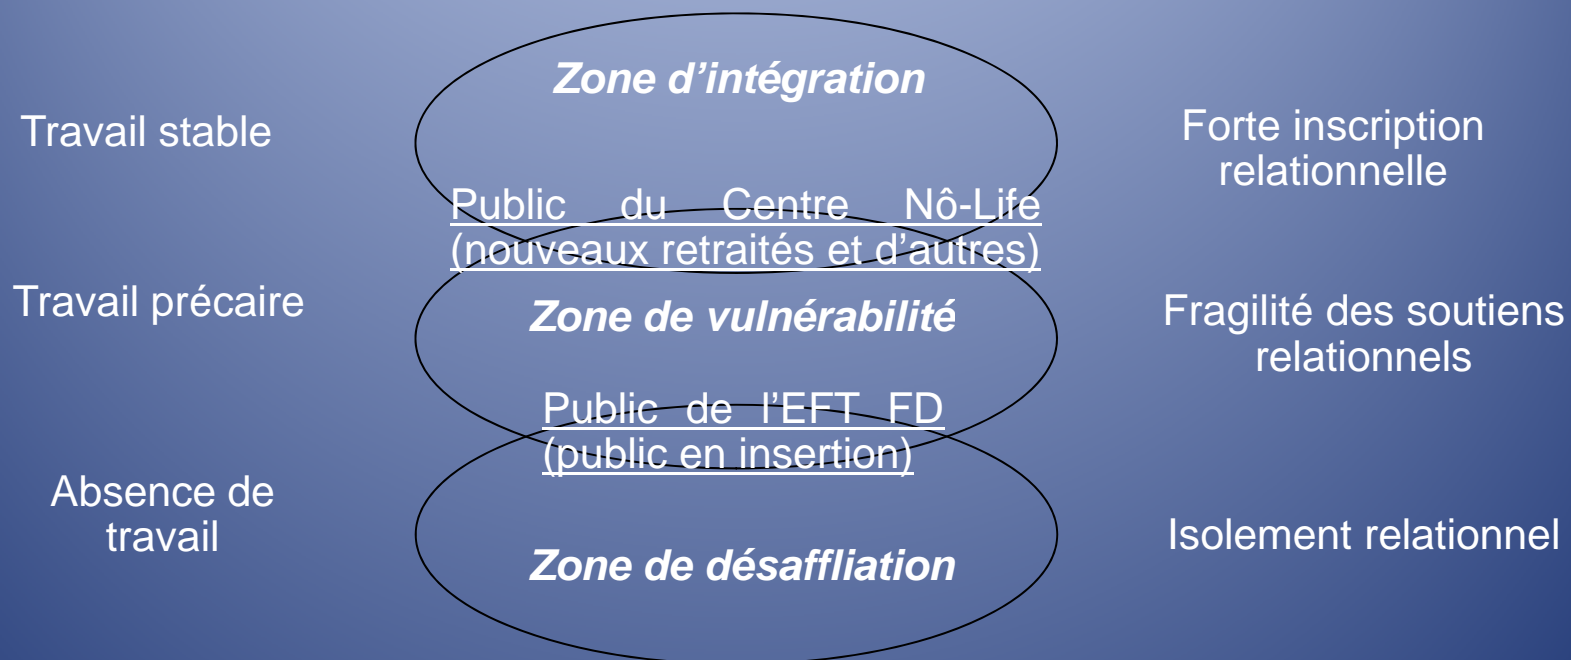 Zone d’intégration
Travail stable
Forte inscription
relationnelle
Public du Centre Nô-Life
(nouveaux retraités et d’autres)
Travail précaire
Zone de vulnérabilité
Fragilité des soutiens
relationnels
Public de l’EFT FD
(public en insertion)
Absence de
travail
Zone de désaffliation
Isolement relationnel